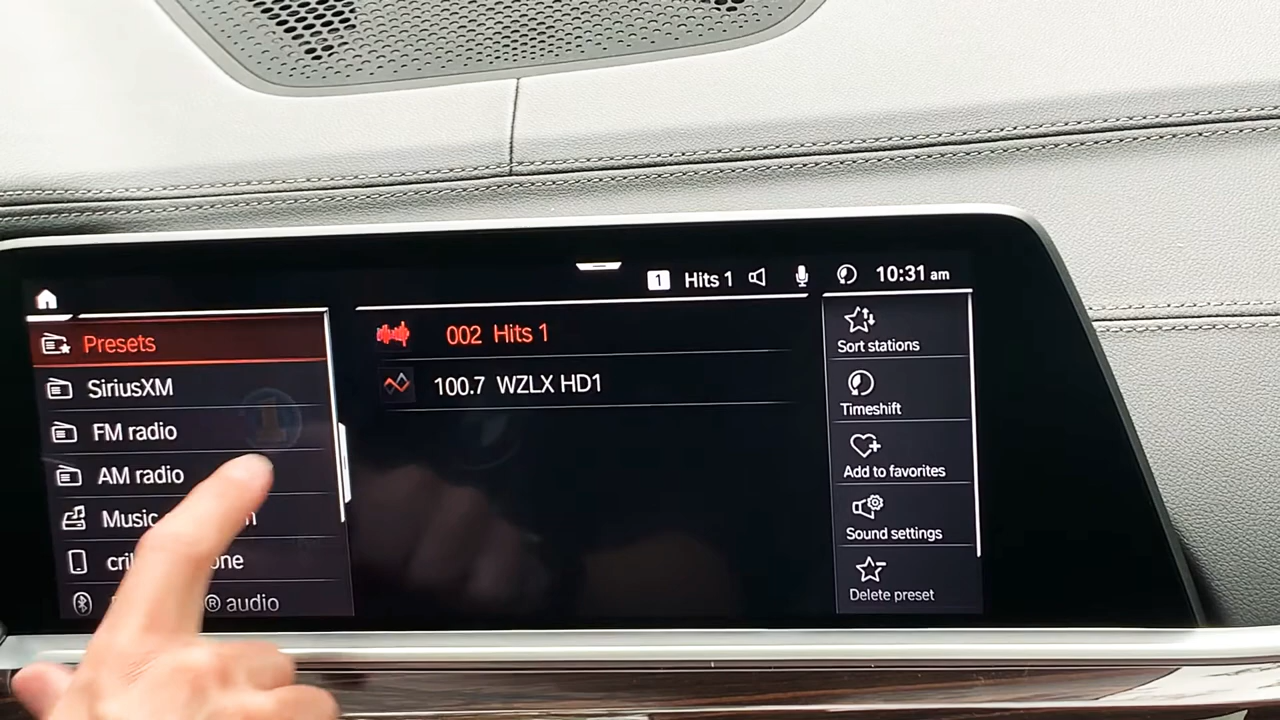 1 Hits 1 10:31 am
Presets
SiriusXM
FM radio
AM radio
Music
one
® audio
002 Hits 1
100.7 WZLX HD1
Sort stations
Timeshift
Add to favorites
Sound settings
Delete preset